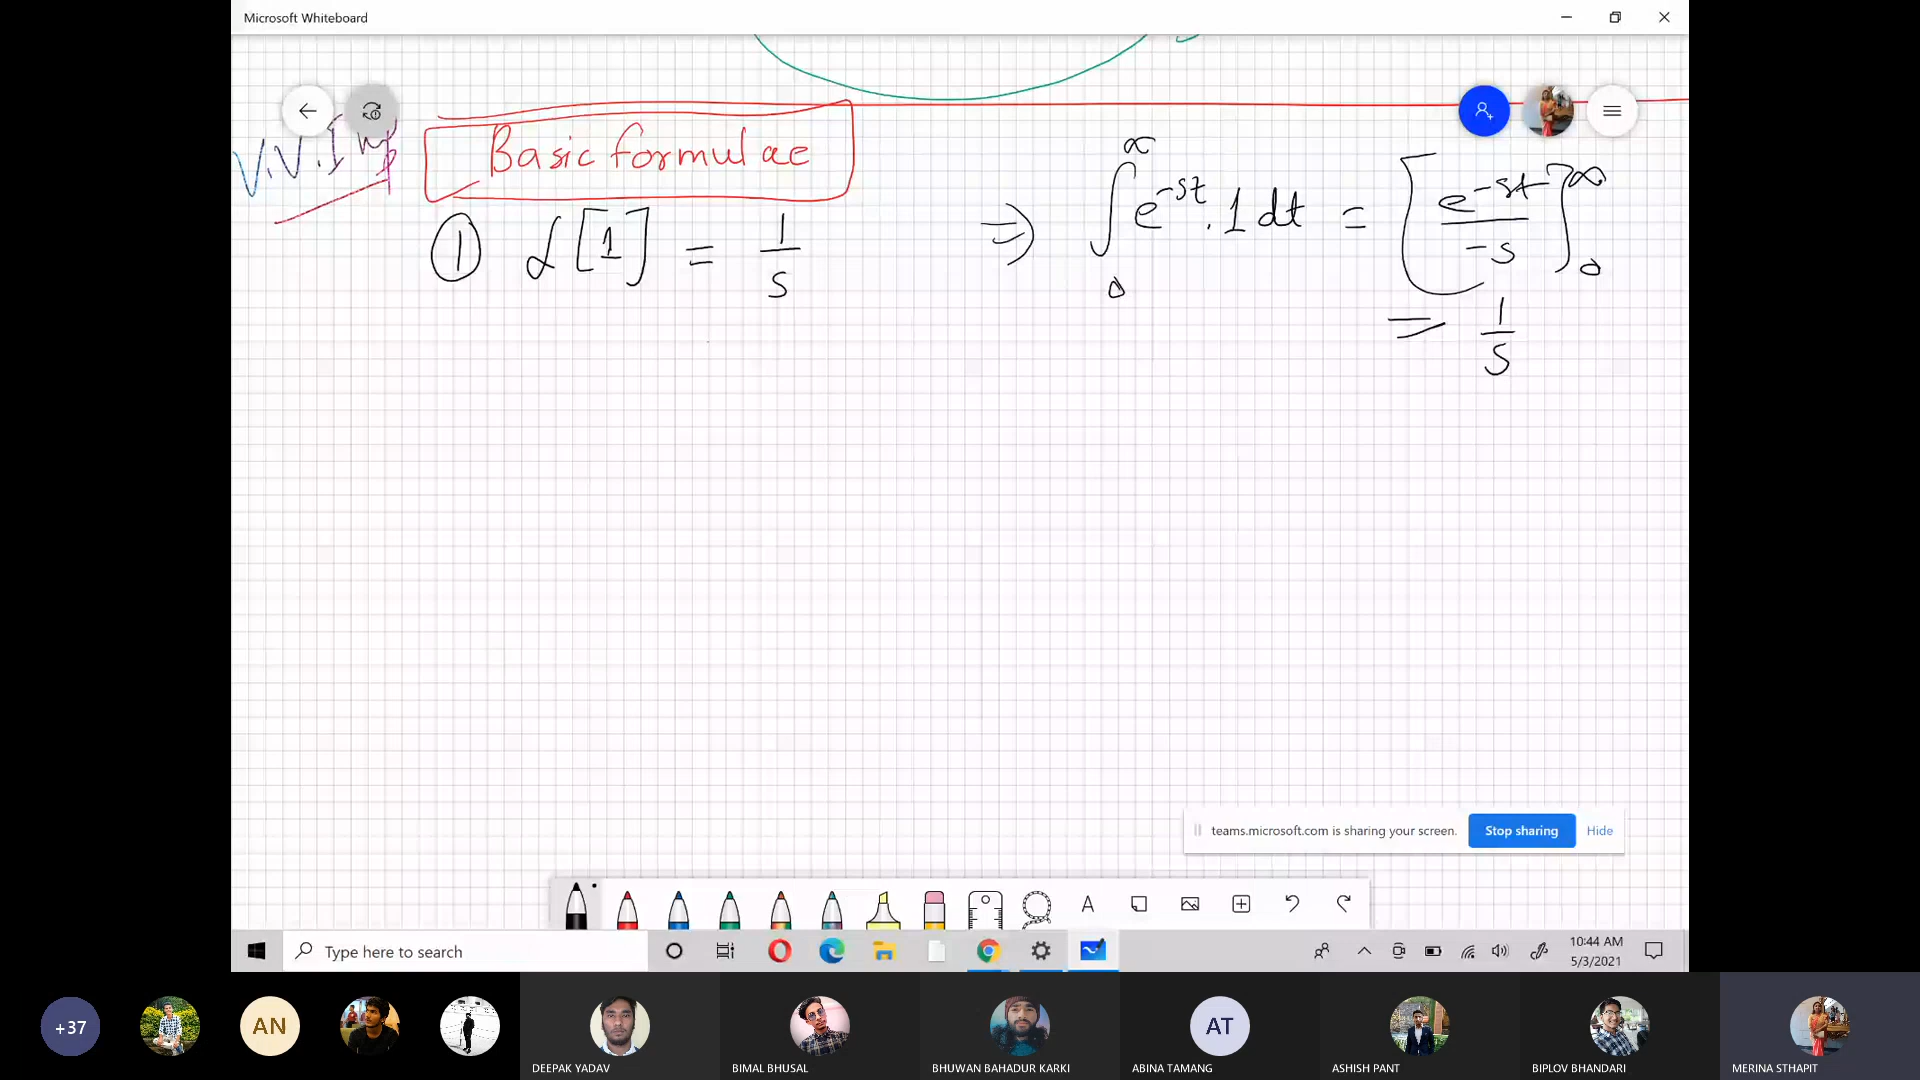 Microsoft Whiteboard
V.V.Imp
Basic formulae
① ℒ[1] = 1/s ⇒ ∫₀^∞ e^-st . 1 dt = [e^-st/-s]₀^∞
= 1/s
teams.microsoft.com is sharing your screen. Stop sharing Hide
Type here to search
10:44 AM
5/3/2021
+37
AN
AT
DEEPAK YADAV
BIMAL BHUSAL
BHUWAN BAHADUR KARKI
ABINA TAMANG
ASHISH PANT
BIPLOV BHANDARI
MERINA STHAPIT